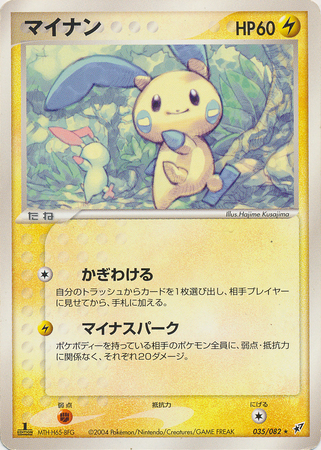 マイナン HP60
たね
Illus. Hajime Kusajima
かぎわける
自分のトラッシュからカードを1枚選び出し、相手プレイヤー
に見せてから、手札に加える。
マイナスパーク
ポケボディーを持っている相手のポケモン全員に、弱点・抵抗力
に関係なく、それぞれ20ダメージ。
弱点 抵抗力 にげる
1 EDITION MTH-H65-BFG ©2004 Pokémon/Nintendo/Creatures/GAME FREAK 035/082 ★